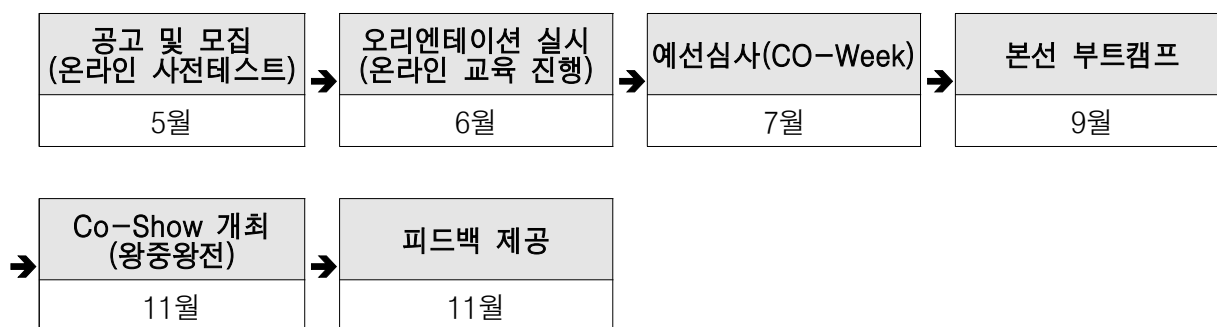 공고 및 모집
(온라인 사전테스트)
5월
오리엔테이션 실시
(온라인 교육 진행)
6월
예선심사(CO-Week)
7월
본선 부트캠프
9월
Co-Show 개최
(왕중왕전)
11월
피드백 제공
11월